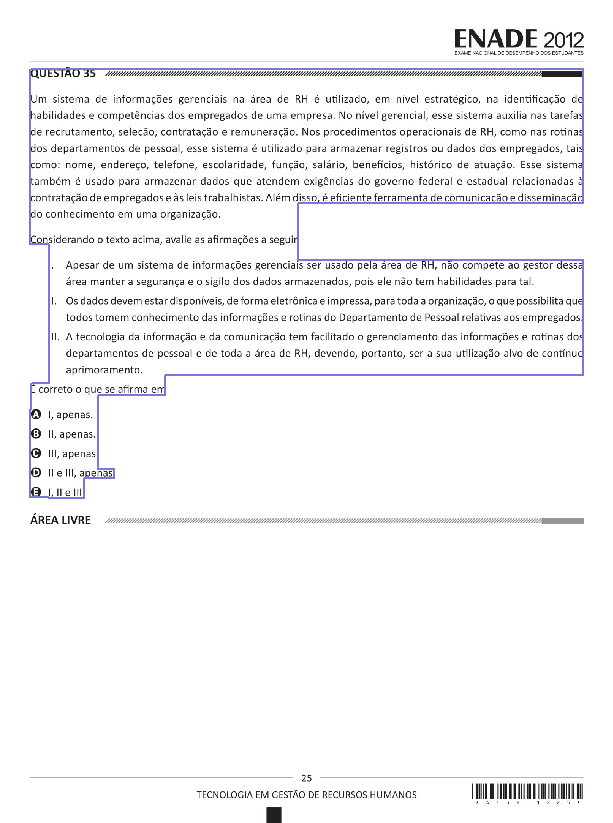 ENADE 2012
EXAME NACIONAL DE DESEMPENHO DOS ESTUDANTES
QUESTÃO 35
Um sistema de informações gerenciais na área de RH é utilizado, em nível estratégico, na identificação de
habilidades e competências dos empregados de uma empresa. No nível gerencial, esse sistema auxilia nas tarefas
de recrutamento, seleção, contratação e remuneração. Nos procedimentos operacionais de RH, como nas rotinas
dos departamentos de pessoal, esse sistema é utilizado para armazenar registros ou dados dos empregados, tais
como: nome, endereço, telefone, escolaridade, função, salário, benefícios, histórico de atuação. Esse sistema
também é usado para armazenar dados que atendem exigências do governo federal e estadual relacionadas à
contratação de empregados e às leis trabalhistas. Além disso, é eficiente ferramenta de comunicação e disseminação
do conhecimento em uma organização.
Considerando o texto acima, avalie as afirmações a seguir
. Apesar de um sistema de informações gerenciais ser usado pela área de RH, não compete ao gestor dessa
área manter a segurança e o sigilo dos dados armazenados, pois ele não tem habilidades para tal.
I. Os dados devem estar disponíveis, de forma eletrônica e impressa, para toda a organização, o que possibilita que
todos tomem conhecimento das informações e rotinas do Departamento de Pessoal relativas aos empregados.
II. A tecnologia da informação e da comunicação tem facilitado o gerenciamento das informações e rotinas dos
departamentos de pessoal e de toda a área de RH, devendo, portanto, ser a sua utilização alvo de contínuo
aprimoramento.
É correto o que se afirma em
A I, apenas.
B II, apenas.
C III, apenas
D II e III, apenas
E I, II e III
ÁREA LIVRE
25
TECNOLOGIA EM GESTÃO DE RECURSOS HUMANOS